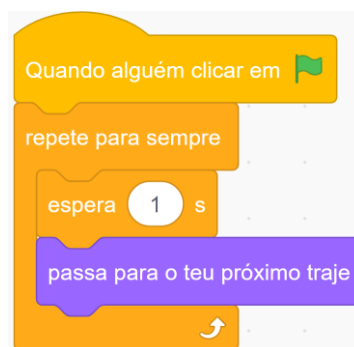 Quando alguém clicar em
repete para sempre
espera 1 s
passa para o teu próximo traje